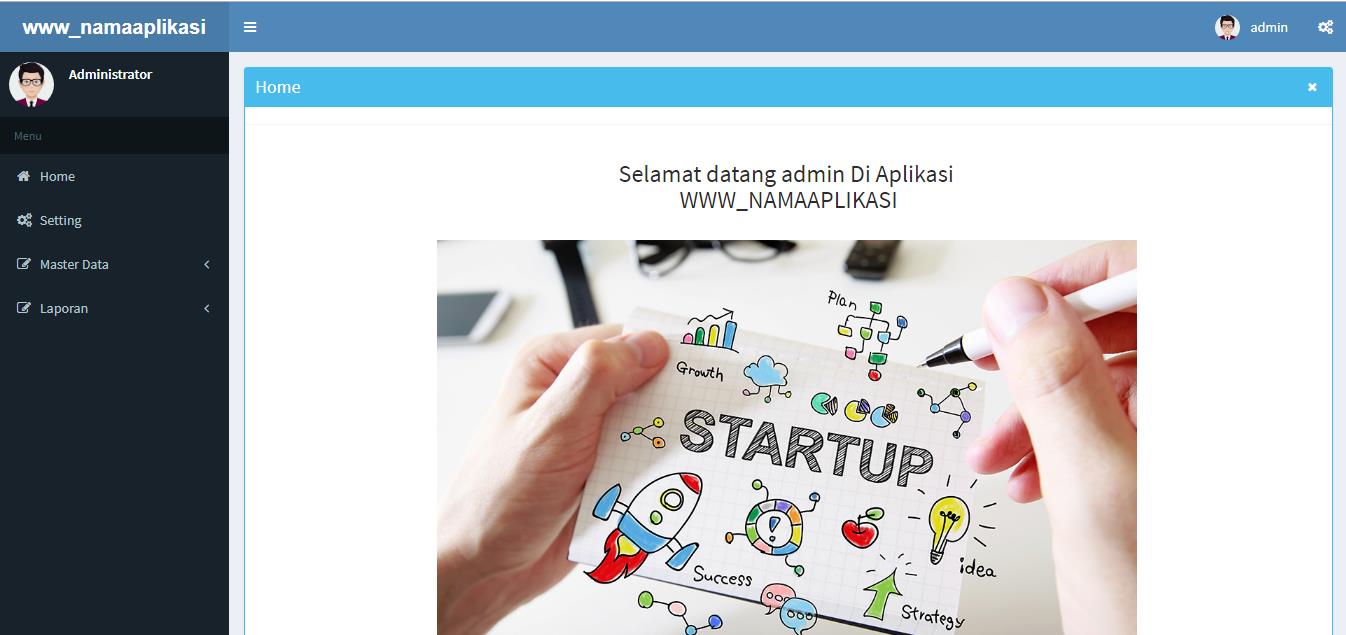 www_namaaplikasi
admin
Administrator
Menu
Home
Setting
Master Data
Laporan
Home
Selamat datang admin Di Aplikasi
WWW_NAMAAPLIKASI
Plan
Growth
STARTUP
Success
idea
Strategy